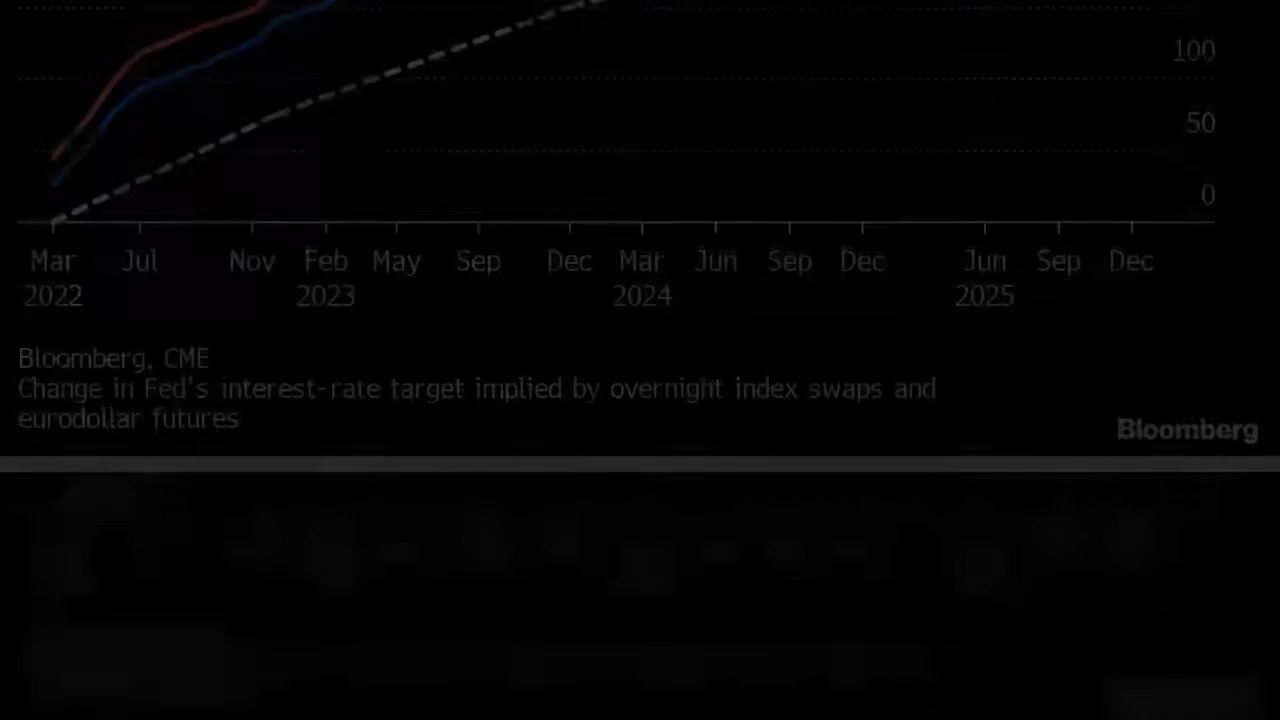 100
50
0
Mar Jul Nov Feb May Sep Dec Mar Jun Sep Dec Jun Sep Dec
2022 2023 2024 2025
Bloomberg, CME
Change in Fed's interest-rate target implied by overnight index swaps and
eurodollar futures
Bloomberg